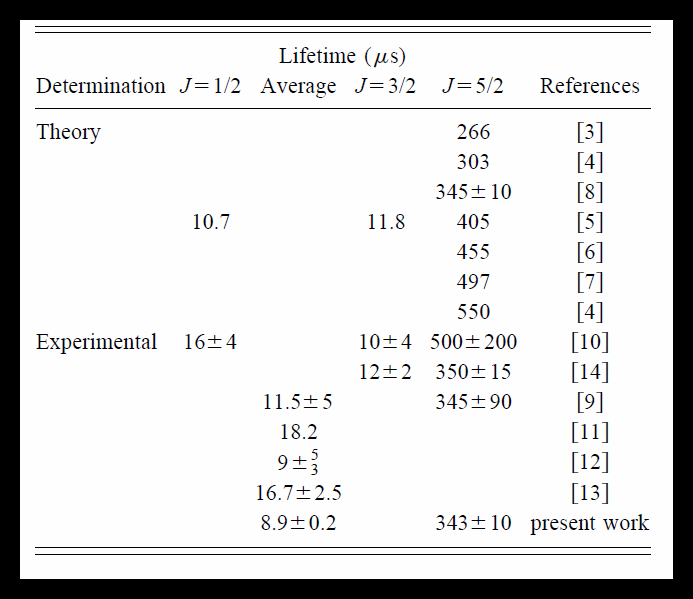 Lifetime (μs)
Determination J=1/2 Average J=3/2 J=5/2 References
Theory 266 [3]
303 [4]
345±10 [8]
10.7 11.8 405 [5]
455 [6]
497 [7]
550 [4]
Experimental 16±4 10±4 500±200 [10]
12±2 350±15 [14]
11.5±5 345±90 [9]
18.2 [11]
9±5/3 [12]
16.7±2.5 [13]
8.9±0.2 343±10 present work